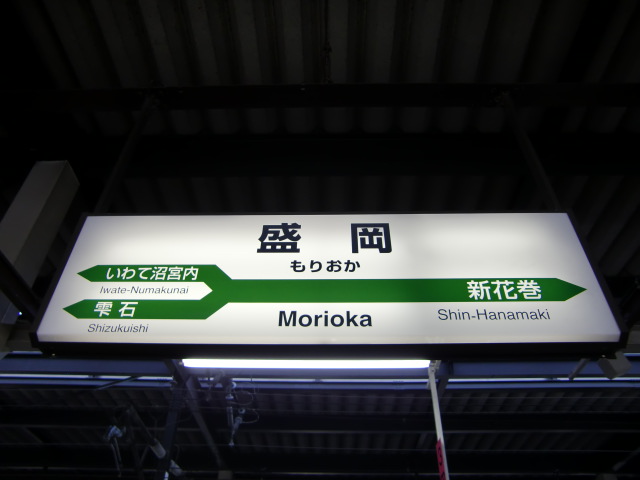 盛岡
もりおか
Morioka
いわて沼宮内
Iwate-Numakunai
雫石
Shizukuishi
新花巻
Shin-Hanamaki